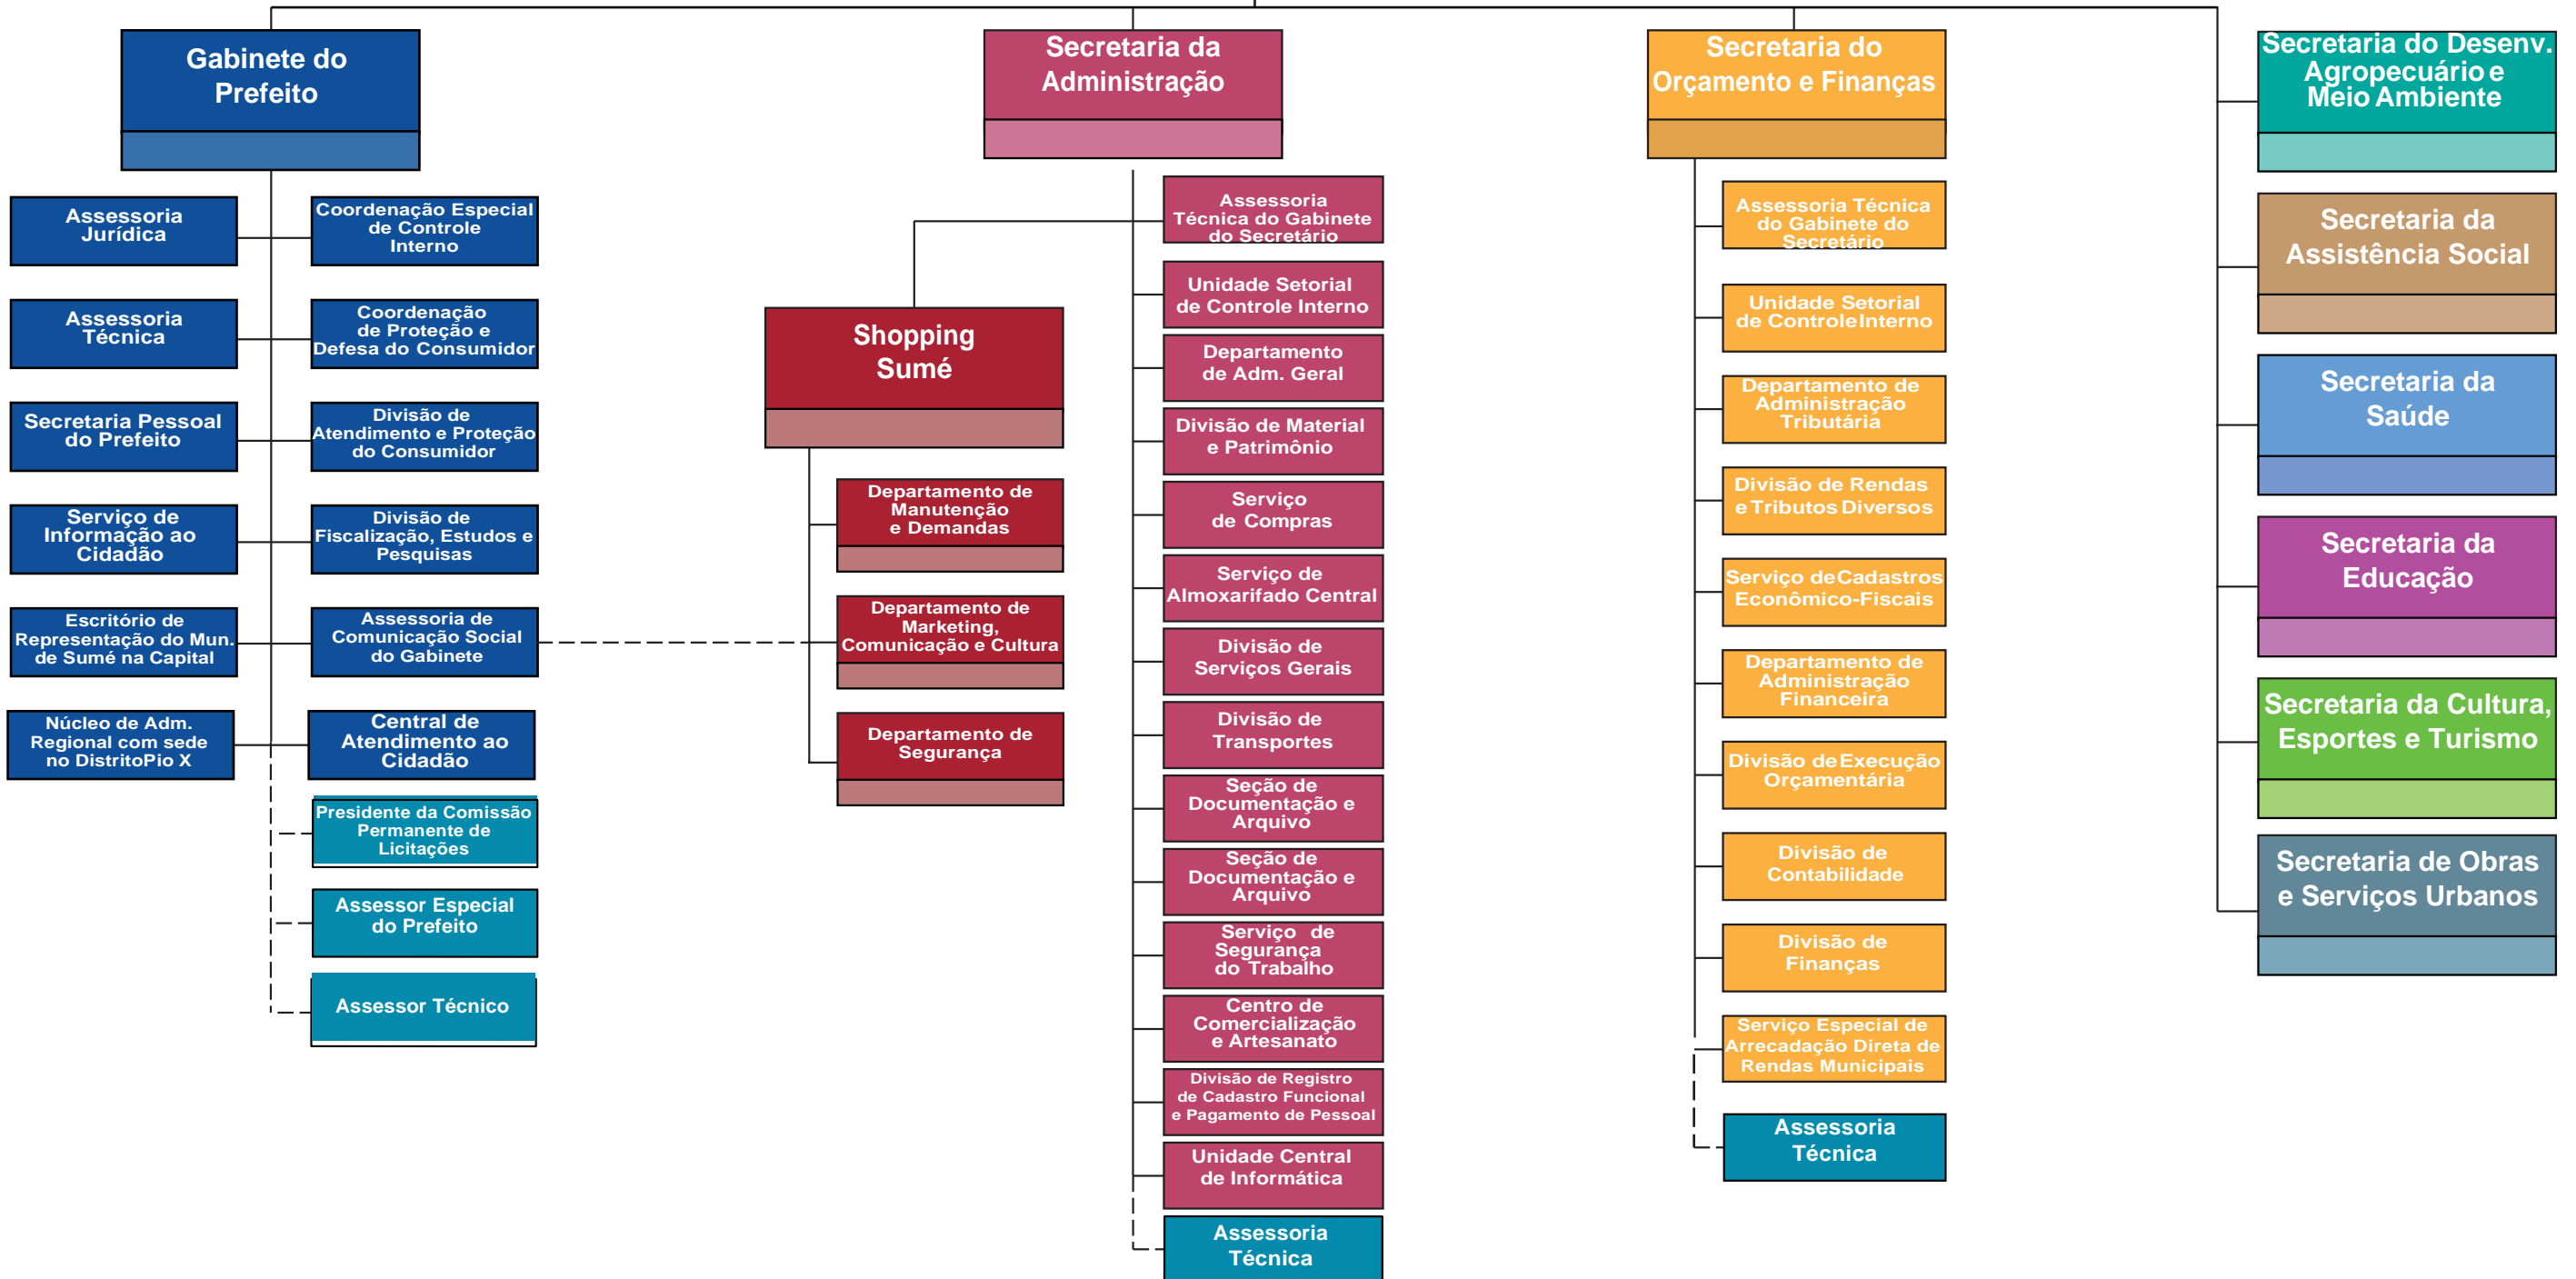 Gabinete do
Prefeito
Assessoria
Jurídica
Coordenação Especial
de Controle
Interno
Assessoria
Técnica
Coordenação
de Proteção e
Defesa do Consumidor
Secretaria Pessoal
do Prefeito
Divisão de
Atendimento e Proteção
do Consumidor
Serviço de
Informação ao
Cidadão
Divisão de
Fiscalização, Estudos e
Pesquisas
Escritório de
Representação do Mun.
de Sumé na Capital
Assessoria de
Comunicação Social
do Gabinete
Núcleo de Adm.
Regional com sede
no DistritoPio X
Central de
Atendimento ao
Cidadão
Presidente da Comissão
Permanente de
Licitações
Assessor Especial
do Prefeito
Assessor Técnico
Secretaria da
Administração
Shopping
Sumé
Departamento de
Manutenção
e Demandas
Departamento de
Marketing,
Comunicação e Cultura
Departamento de
Segurança
Assessoria
Técnica do Gabinete
do Secretário
Unidade Setorial
de Controle Interno
Departamento
de Adm. Geral
Divisão de Material
e Patrimônio
Serviço
de Compras
Serviço de
Almoxarifado Central
Divisão de
Serviços Gerais
Divisão de
Transportes
Seção de
Documentação e
Arquivo
Seção de
Documentação e
Arquivo
Serviço de
Segurança
do Trabalho
Centro de
Comercialização
e Artesanato
Divisão de Registro
de Cadastro Funcional
e Pagamento de Pessoal
Unidade Central
de Informática
Assessoria
Técnica
Secretaria do
Orçamento e Finanças
Assessoria Técnica
do Gabinete do
Secretário
Unidade Setorial
de ControleInterno
Departamento de
Administração
Tributária
Divisão de Rendas
e Tributos Diversos
Serviço deCadastros
Econômico-Fiscais
Departamento de
Administração
Financeira
Divisão deExecução
Orçamentária
Divisão de
Contabilidade
Divisão de
Finanças
Serviço Especial de
Arrecadação Direta de
Rendas Municipais
Assessoria
Técnica
Secretaria do Desenv.
Agropecuário e
Meio Ambiente
Secretaria da
Assistência Social
Secretaria da
Saúde
Secretaria da
Educação
Secretaria da Cultura,
Esportes e Turismo
Secretaria de Obras
e Serviços Urbanos